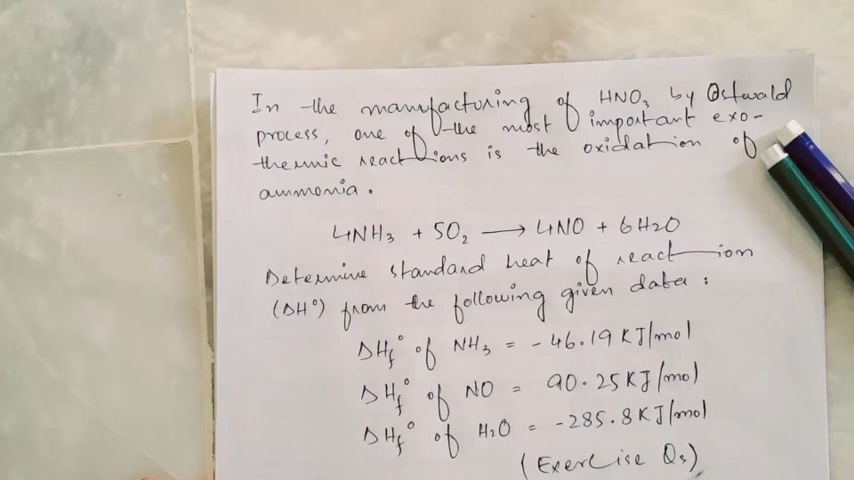 In the manufacturing of HNO₃ by Ostwald
process, one of the most important exo-
thermic reactions is the oxidation of
ammonia.
4NH₃ + 5O₂ ⟶ 4NO + 6H₂O
Determine standard heat of reaction
(ΔH°) from the following given data :
ΔHf° of NH₃ = -46.19 KJ/mol
ΔHf° of NO = 90.25 KJ/mol
ΔHf° of H₂O = -285.8 KJ/mol
(Exercise Qs)